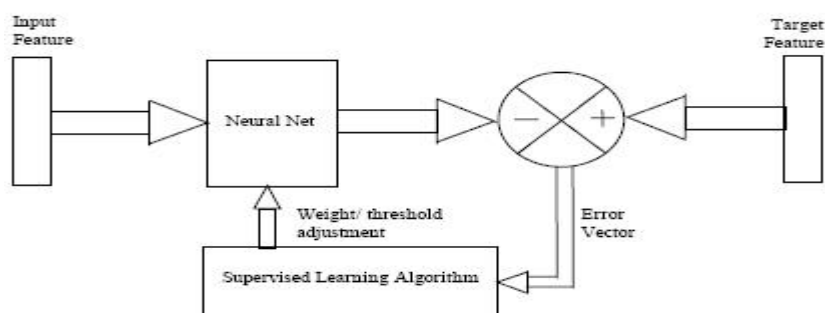 Input
Feature
Target
Feature
Neural Net
−
+
Weight/ threshold
adjustment
Error
Vector
Supervised Learning Algorithm